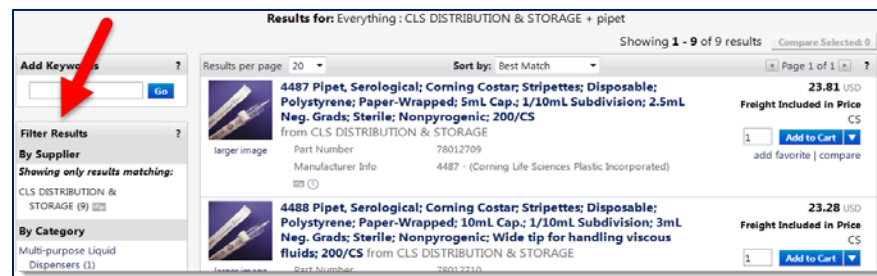 Results for: Everything : CLS DISTRIBUTION & STORAGE + pipet
Showing 1 - 9 of 9 results Compare Selected: 0
Add Keywords ?
Go
Results per page 20 Sort by: Best Match Page 1 of 1 ?
Filter Results ?
By Supplier
Showing only results matching:
CLS DISTRIBUTION &
STORAGE (9)
By Category
Multi-purpose Liquid
Dispensers (1)
4487 Pipet, Serological; Corning Costar; Stripettes; Disposable;
Polystyrene; Paper-Wrapped; 5mL Cap.; 1/10mL Subdivision; 2.5mL
Neg. Grads; Sterile; Nonpyrogenic; 200/CS
from CLS DISTRIBUTION & STORAGE
larger image
Part Number 78012709
Manufacturer Info 4487 - (Corning Life Sciences Plastic Incorporated)
23.81 USD
Freight Included in Price
CS
1 Add to Cart
add favorite | compare
4488 Pipet, Serological; Corning Costar; Stripettes; Disposable;
Polystyrene; Paper-Wrapped; 10mL Cap.; 1/10mL Subdivision; 3mL
Neg. Grads; Sterile; Nonpyrogenic; Wide tip for handling viscous
fluids; 200/CS from CLS DISTRIBUTION & STORAGE
larger image
Part Number 78012710
23.28 USD
Freight Included in Price
CS
1 Add to Cart